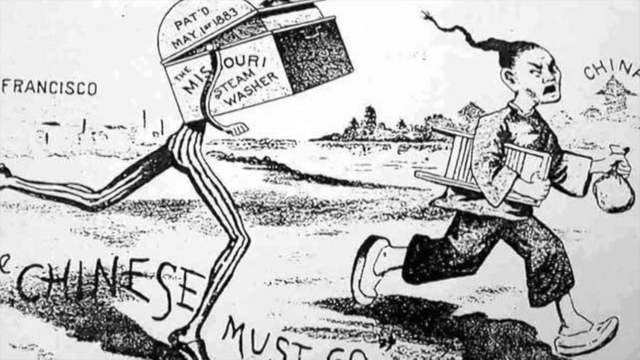 PAT'D
MAY 1st 1883
THE
MISSOURI
STEAM
WASHER
FRANCISCO
CHINA
e CHINESE
MUST GO"